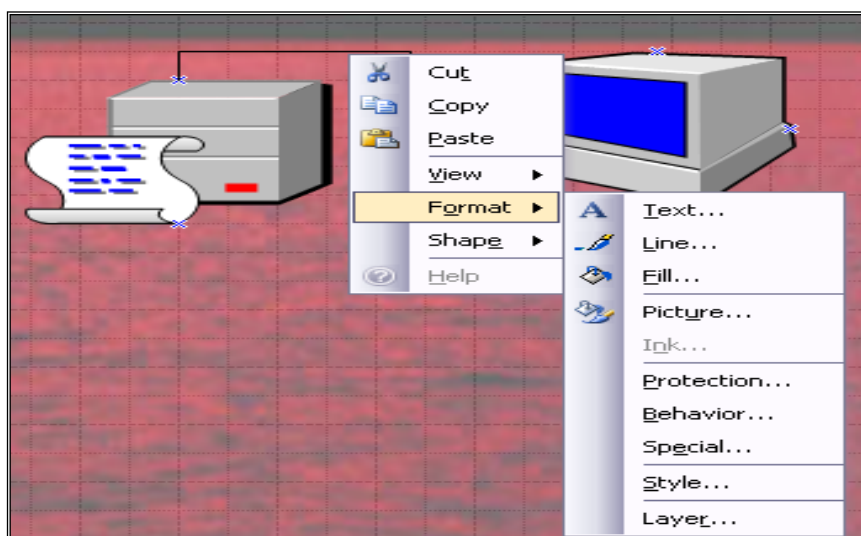 Cut
Copy
Paste
View
Format
Shape
Help
Text...
Line...
Fill...
Picture...
Ink...
Protection...
Behavior...
Special...
Style...
Layer...